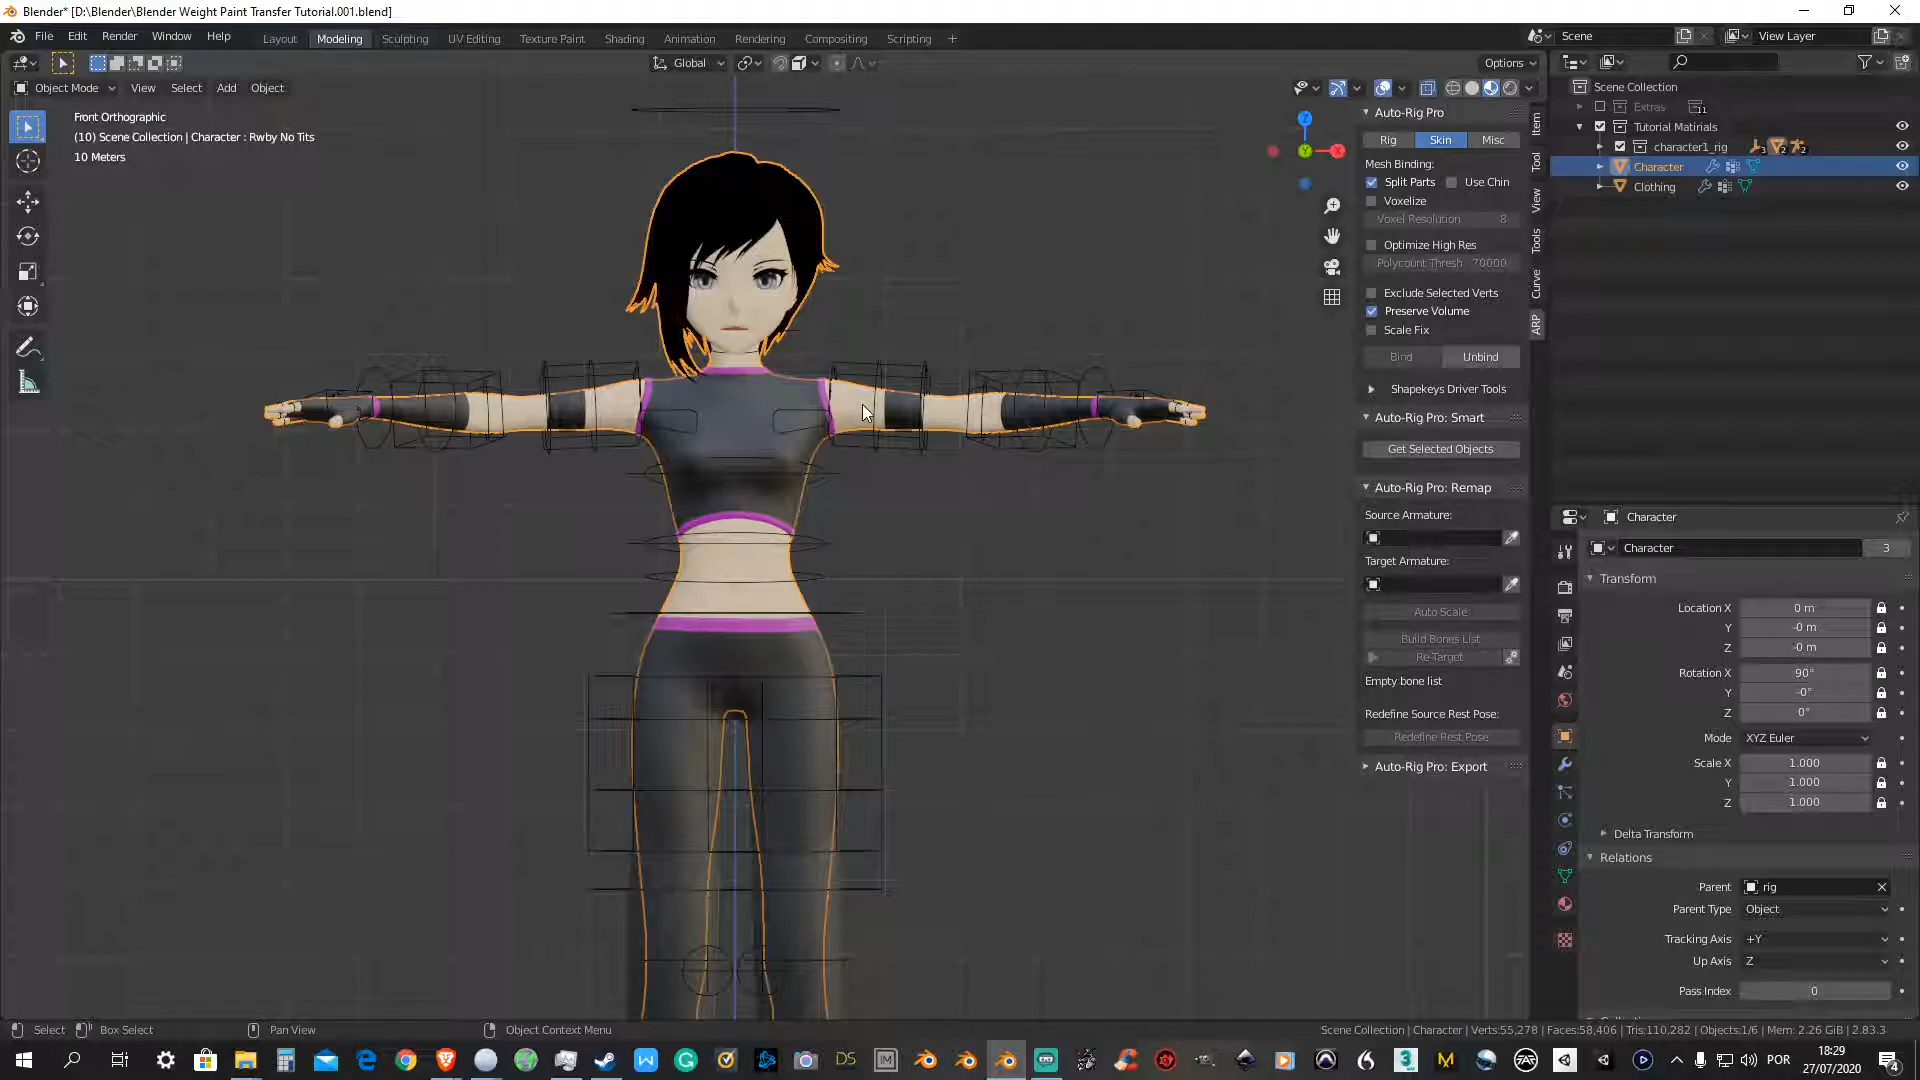 Blender* [D:\Blender\Blender Weight Paint Transfer Tutorial.001.blend]
File Edit Render Window Help
Layout Modeling Sculpting UV Editing Texture Paint Shading Animation Rendering Compositing Scripting +
Scene
View Layer
Global
Options
Object Mode View Select Add Object
Front Orthographic
(10) Scene Collection | Character : Rwby No Tits
10 Meters
Z
Y
X
Auto-Rig Pro
Rig Skin Misc
Mesh Binding:
Split Parts Use Chin
Voxelize
Voxel Resolution 8
Optimize High Res
Polycount Thresh 70000
Exclude Selected Verts
Preserve Volume
Scale Fix
Bind Unbind
Shapekeys Driver Tools
Auto-Rig Pro: Smart
Get Selected Objects
Auto-Rig Pro: Remap
Source Armature:
Target Armature:
Auto Scale
Build Bones List
Re-Target
Empty bone list
Redefine Source Rest Pose:
Redefine Rest Pose
Auto-Rig Pro: Export
Item
Tool
View
Tools
Curve
ARP
Scene Collection
Extras 11
Tutorial Matirials
character1_rig 3 2 2
Character
Clothing
Character
Character 3
Transform
Location X 0 m
Y -0 m
Z -0 m
Rotation X 90°
Y -0°
Z 0°
Mode XYZ Euler
Scale X 1.000
Y 1.000
Z 1.000
Delta Transform
Relations
Parent rig
Parent Type Object
Tracking Axis +Y
Up Axis Z
Pass Index 0
Select Box Select Pan View Object Context Menu
Scene Collection | Character | Verts:55,278 | Faces:58,406 | Tris:110,282 | Objects:1/6 | Mem: 2.26 GiB | 2.83.3
DS
POR
18:29
27/07/2020
4